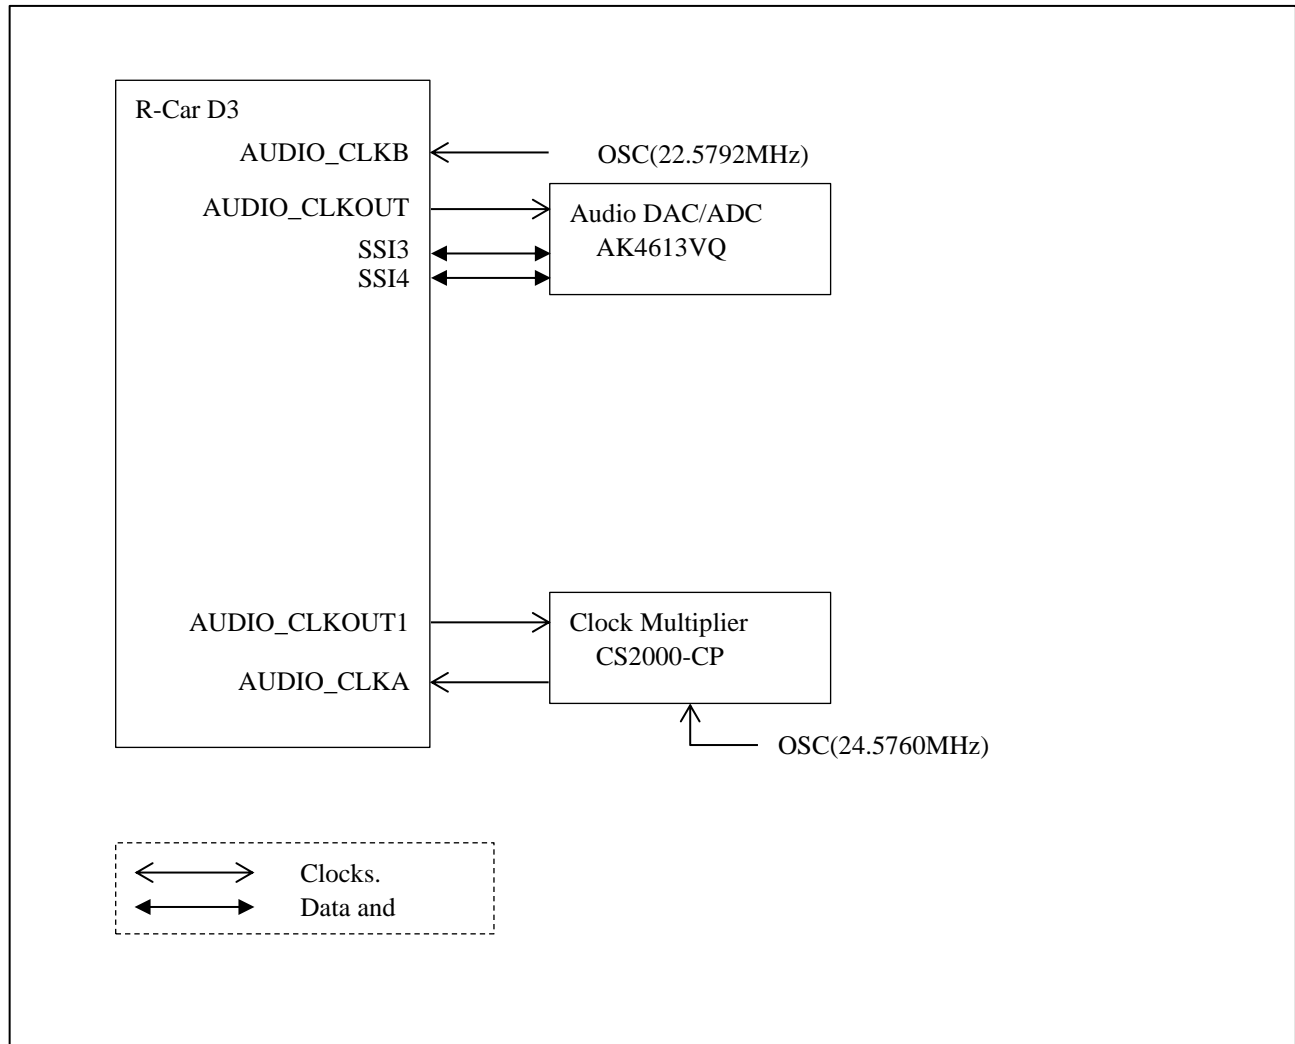 R-Car D3
AUDIO_CLKB
OSC(22.5792MHz)
AUDIO_CLKOUT
Audio DAC/ADC
AK4613VQ
SSI3
SSI4
AUDIO_CLKOUT1
Clock Multiplier
CS2000-CP
AUDIO_CLKA
OSC(24.5760MHz)
Clocks.
Data and